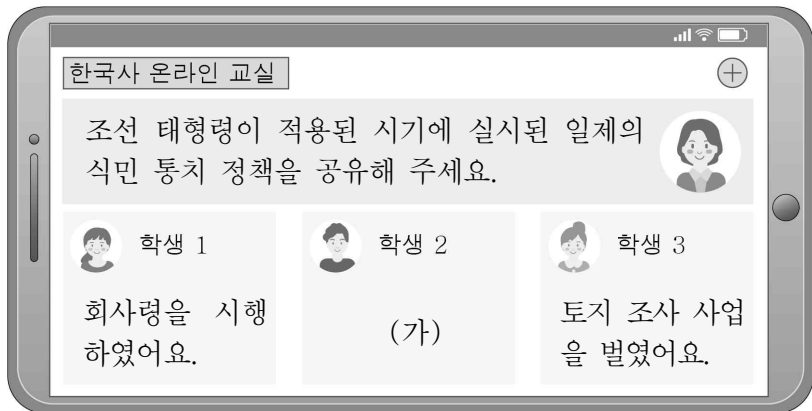 한국사 온라인 교실
조선 태형령이 적용된 시기에 실시된 일제의
식민 통치 정책을 공유해 주세요.
학생 1
회사령을 시행
하였어요.
학생 2
(가)
학생 3
토지 조사 사업
을 벌였어요.